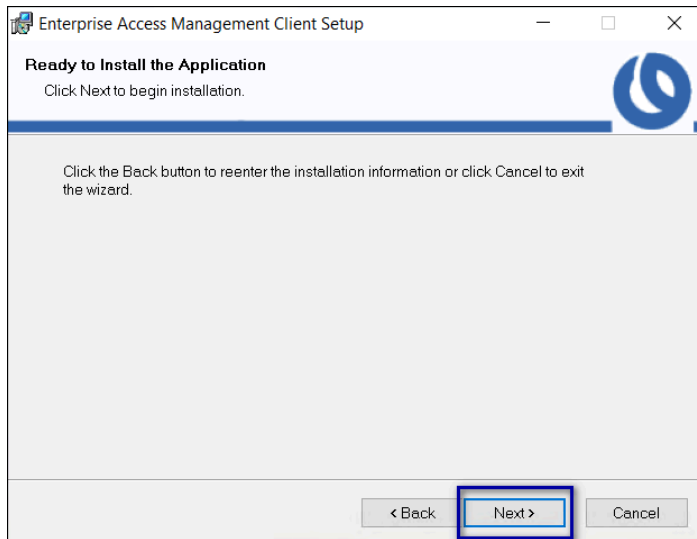 Enterprise Access Management Client Setup
Ready to Install the Application
Click Next to begin installation.
Click the Back button to reenter the installation information or click Cancel to exit
the wizard.
< Back Next > Cancel